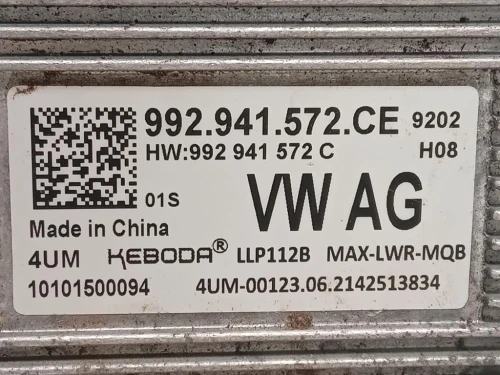 992.941.572.CE 9202
HW:992 941 572 C H08
01S VW AG
Made in China
4UM KEBODA® LLP112B MAX-LWR-MQB
10101500094 4UM-00123.06.2142513834